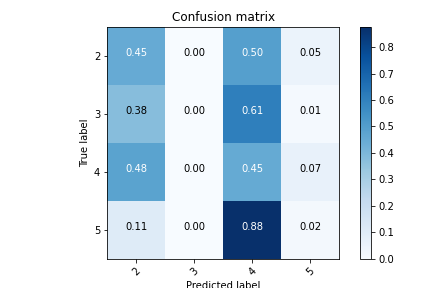 Confusion matrix
True label
2 0.45 0.00 0.50 0.05
3 0.38 0.00 0.61 0.01
4 0.48 0.00 0.45 0.07
5 0.11 0.00 0.88 0.02
2 3 4 5
Predicted label
0.8
0.7
0.6
0.5
0.4
0.3
0.2
0.1
0.0